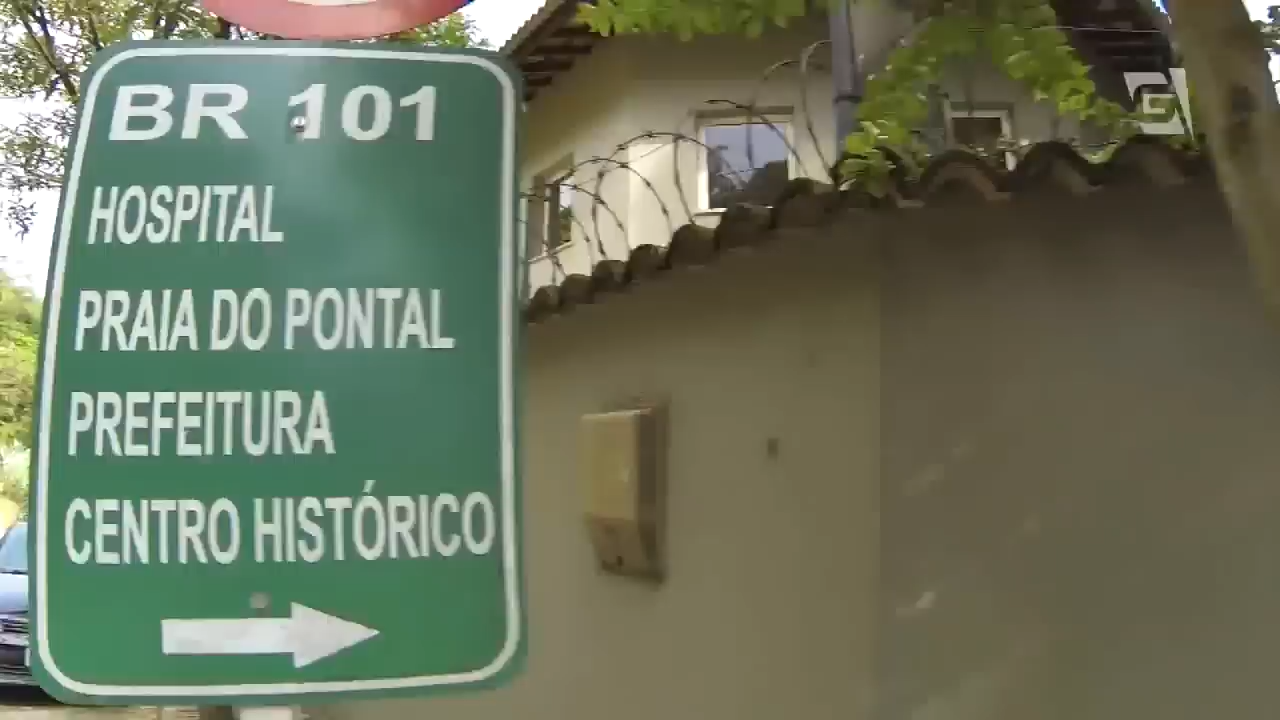 BR 101
HOSPITAL
PRAIA DO PONTAL
PREFEITURA
CENTRO HISTÓRICO
G